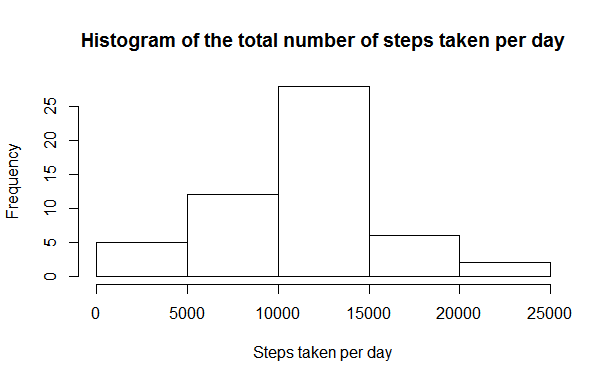 Histogram of the total number of steps taken per day
Frequency
25
20
15
10
5
0
0 5000 10000 15000 20000 25000
Steps taken per day